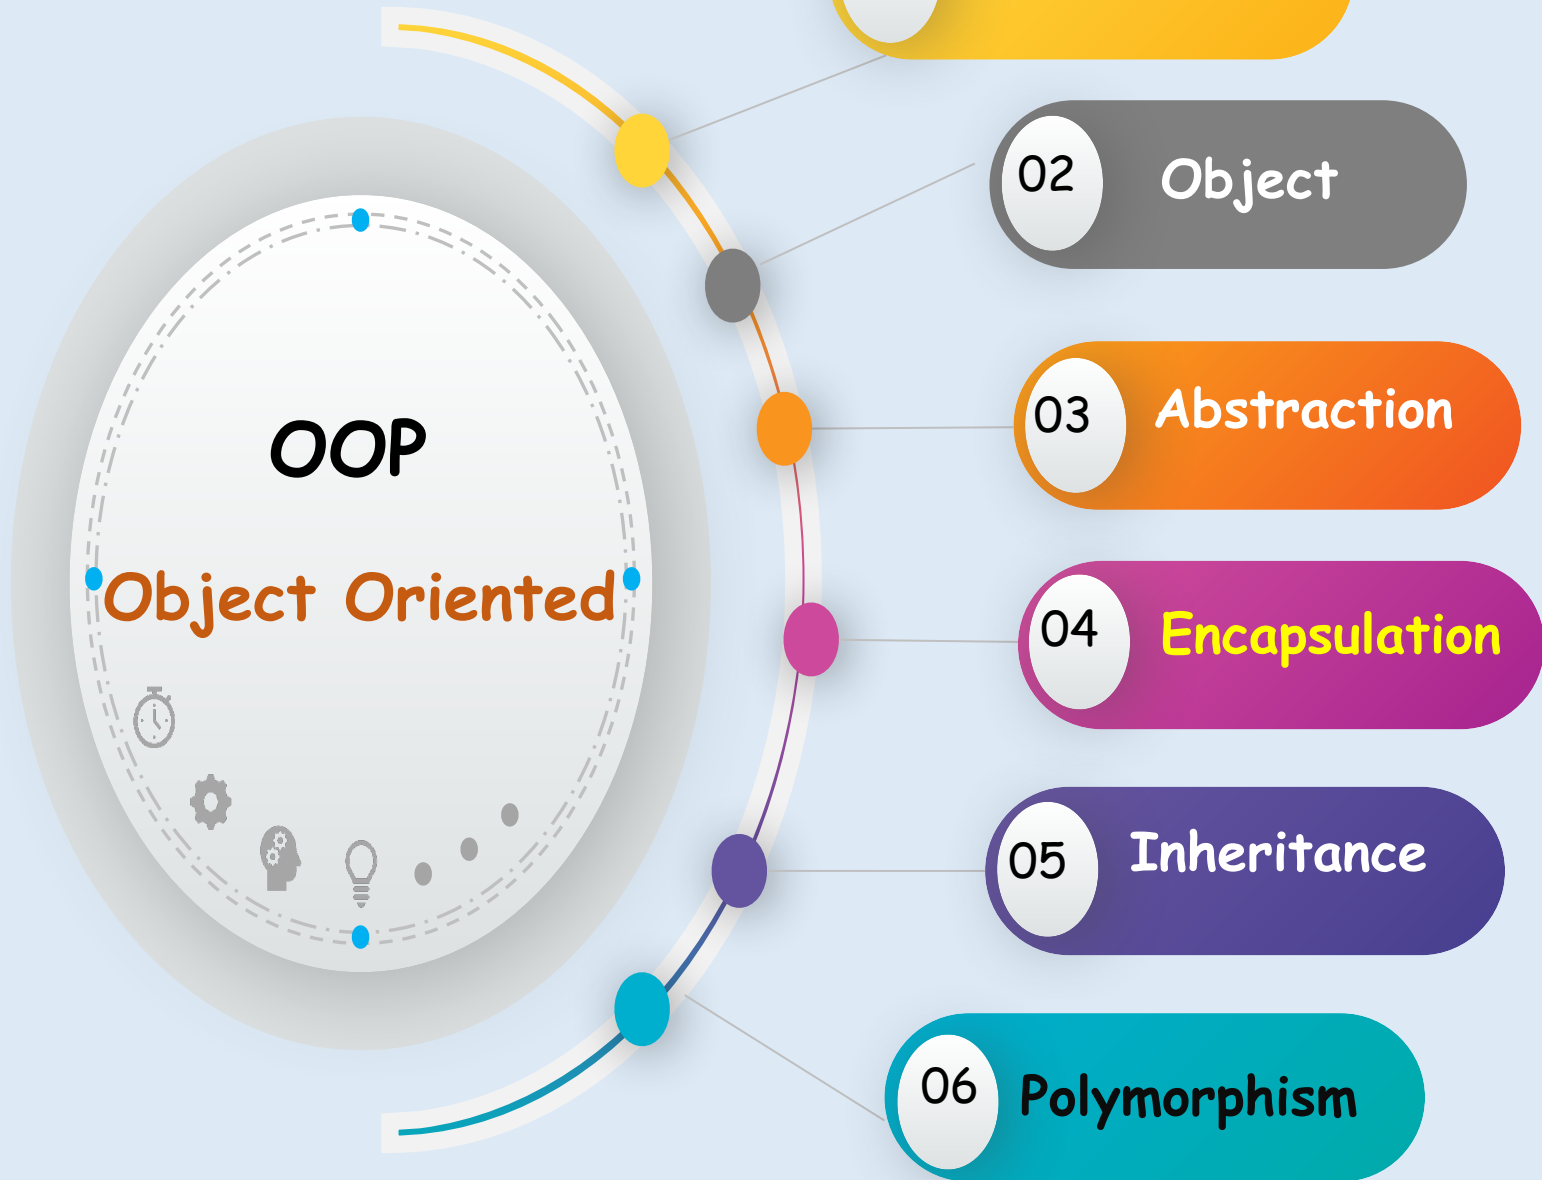 OOP
Object Oriented
02 Object
03 Abstraction
04 Encapsulation
05 Inheritance
06 Polymorphism